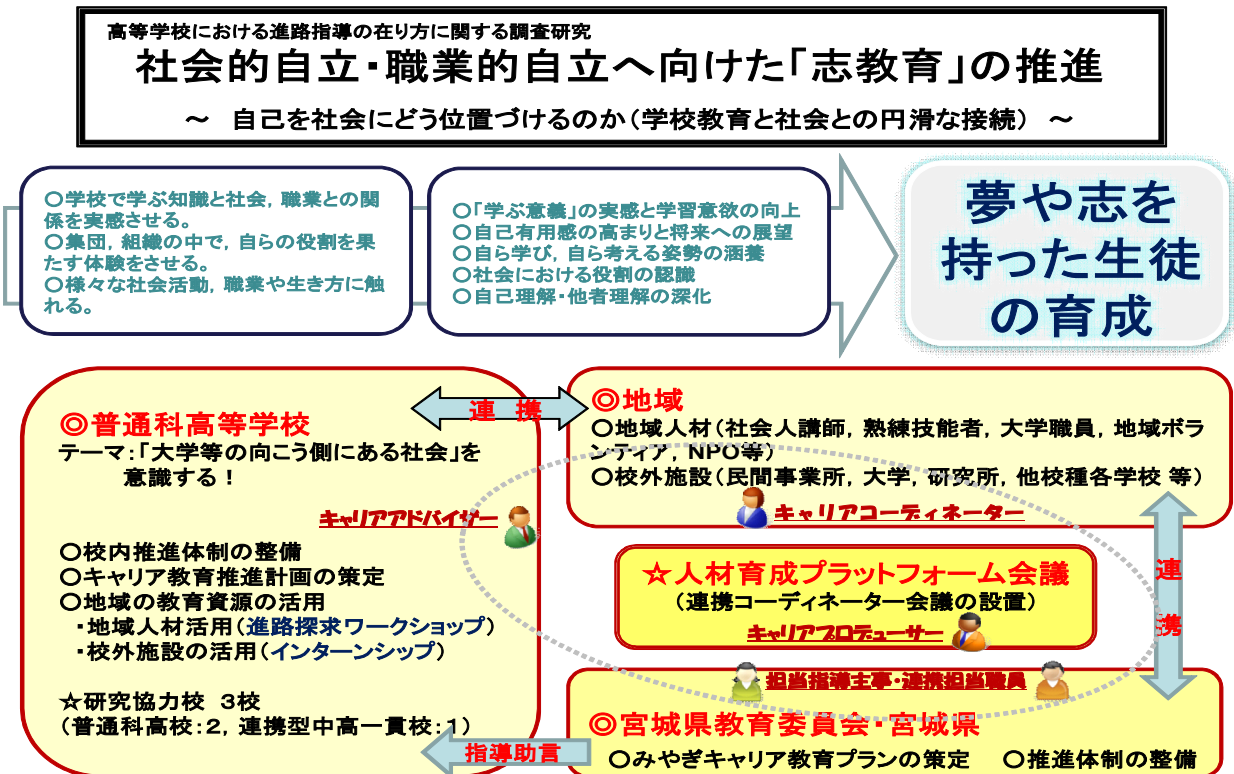 高等学校における進路指導の在り方に関する調査研究
社会的自立・職業的自立へ向けた「志教育」の推進
～ 自己を社会にどう位置づけるのか(学校教育と社会との円滑な接続) ～
○学校で学ぶ知識と社会，職業との関
係を実感させる。
○集団，組織の中で，自らの役割を果
たす体験をさせる。
○様々な社会活動，職業や生き方に触
れる。
○「学ぶ意義」の実感と学習意欲の向上
○自己有用感の高まりと将来への展望
○自ら学び，自ら考える姿勢の涵養
○社会における役割の認識
○自己理解・他者理解の深化
夢や志を
持った生徒
の育成
◎普通科高等学校
テーマ：「大学等の向こう側にある社会」を
意識する！
キャリアアドバイザー
○校内推進体制の整備
○キャリア教育推進計画の策定
○地域の教育資源の活用
・地域人材活用(進路探求ワークショップ)
・校外施設の活用(インターンシップ)
☆研究協力校 3校
(普通科高校：2，連携型中高一貫校：1)
連 携
◎地域
○地域人材(社会人講師，熟練技能者，大学職員，地域ボラ
ンティア，NPO等)
○校外施設(民間事業所，大学，研究所，他校種各学校 等)
キャリアコーディネーター
☆人材育成プラットフォーム会議
(連携コーディネーター会議の設置)
キャリアプロデューサー
連
携
担当指導主事・連携担当職員
◎宮城県教育委員会・宮城県
○みやぎキャリア教育プランの策定 ○推進体制の整備
指導助言